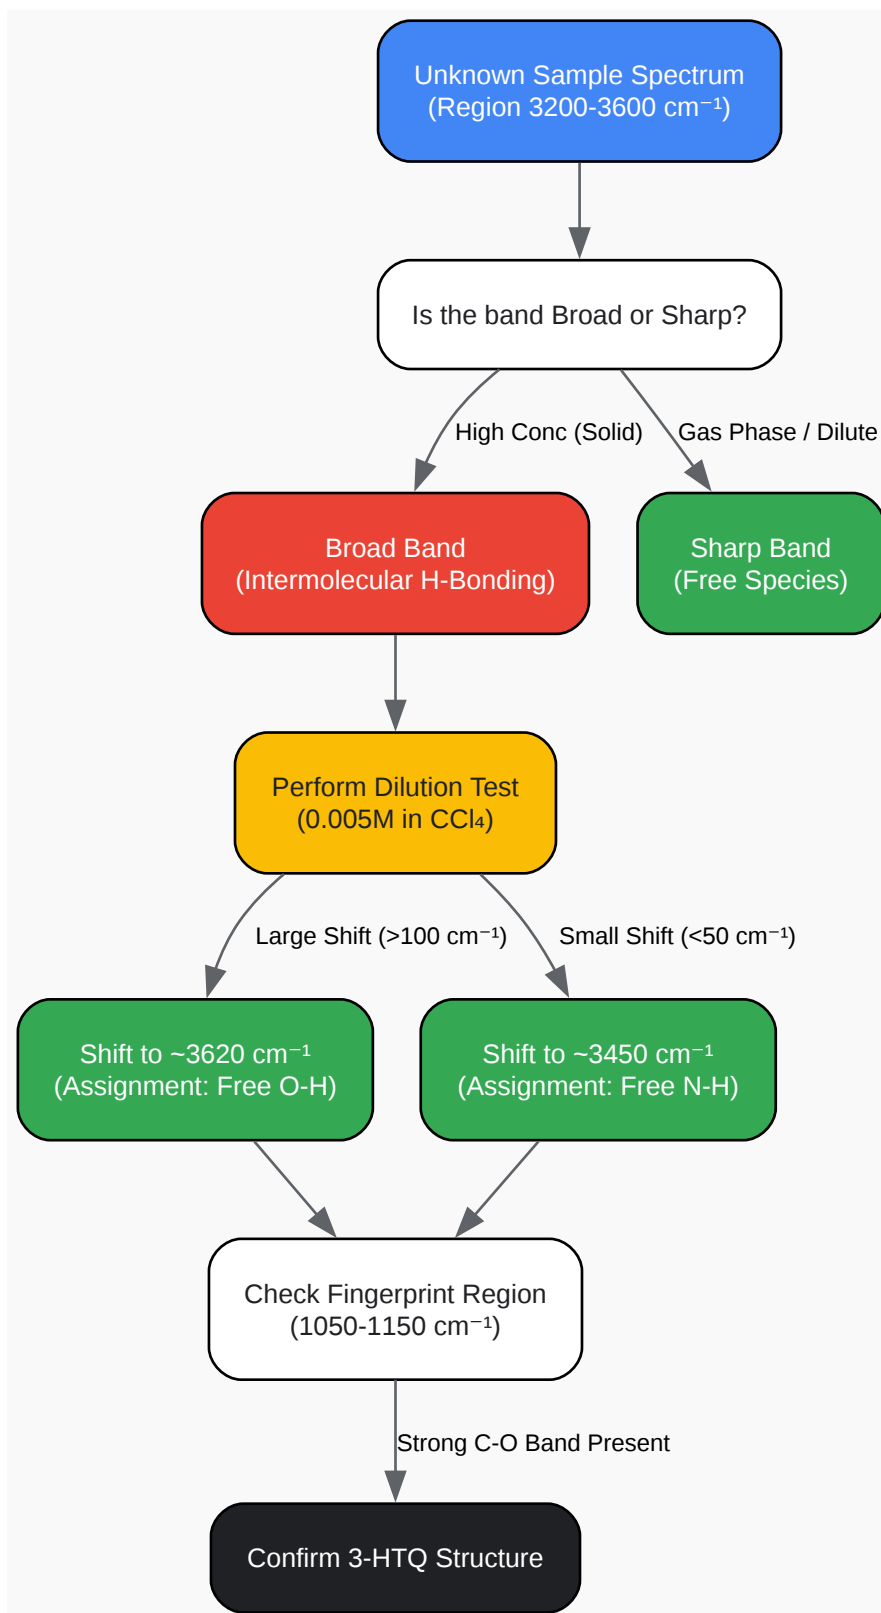 Unknown Sample Spectrum
(Region 3200-3600 cm⁻¹)
Is the band Broad or Sharp?
High Conc (Solid)
Gas Phase / Dilute
Broad Band
(Intermolecular H-Bonding)
Sharp Band
(Free Species)
Perform Dilution Test
(0.005M in CCl₄)
Large Shift (>100 cm⁻¹)
Small Shift (<50 cm⁻¹)
Shift to ~3620 cm⁻¹
(Assignment: Free O-H)
Shift to ~3450 cm⁻¹
(Assignment: Free N-H)
Check Fingerprint Region
(1050-1150 cm⁻¹)
Strong C-O Band Present
Confirm 3-HTQ Structure